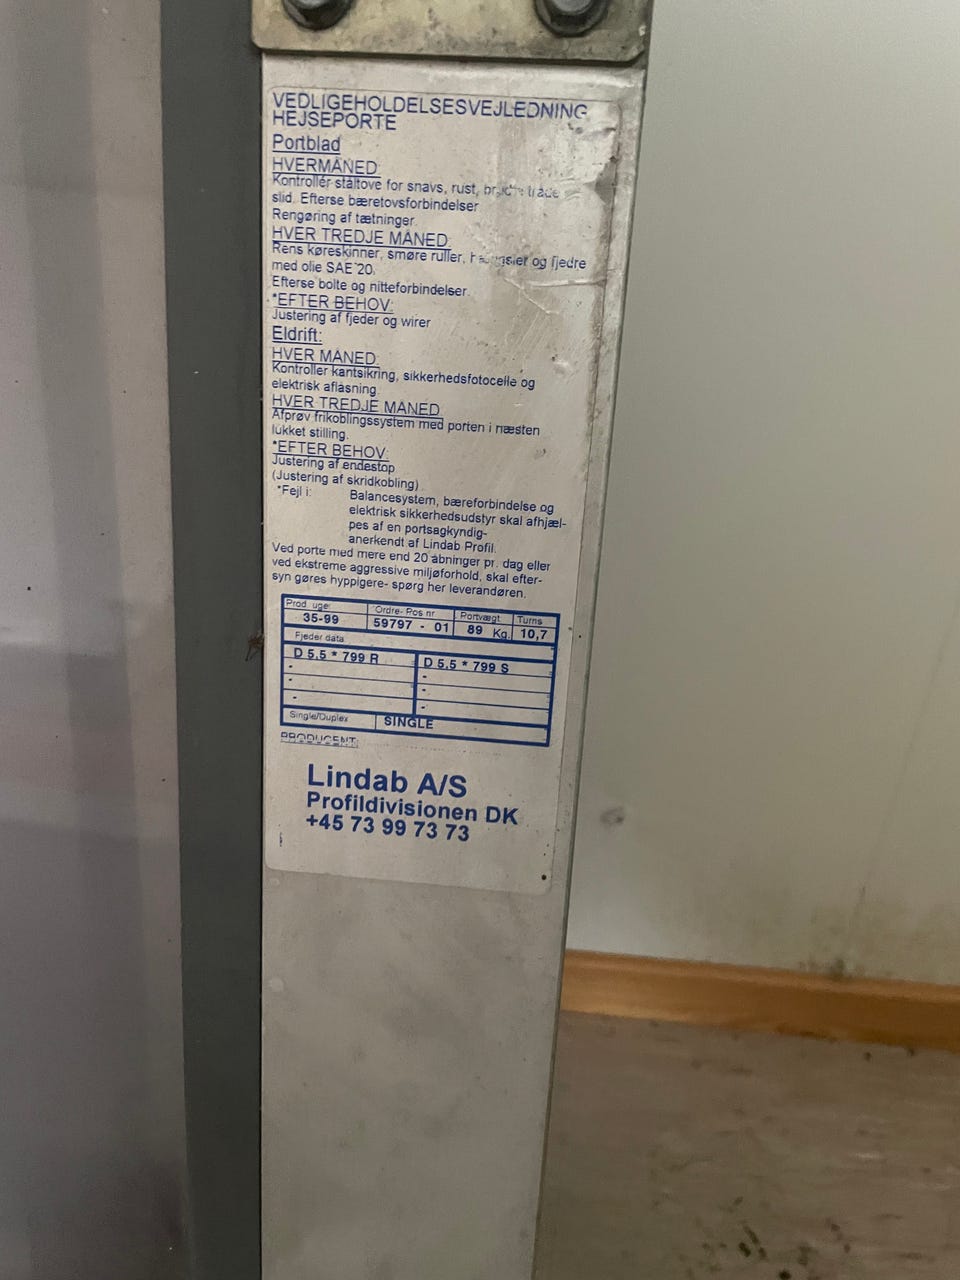 VEDLIGEHOLDELSESVEJLEDNING
HEJSEPORTE
Portblad
HVERMÅNED:
Kontrollér ståltove for snavs, rust,
slid. Efterse bæretovsforbindelser
Rengøring af tætninger.
HVER TREDJE MÅNED:
Rens køreskinner, smøre ruller, og fjedre
med olie SAE 20.
Efterse bolte og nitteforbindelser.
*EFTER BEHOV:
Justering af fjeder og wirer
Eldrift:
HVER MÅNED:
Kontroller kantsikring, sikkerhedsfotocelle og
elektrisk aflåsning.
HVER TREDJE MÅNED
Afprøv frikoblingssystem med porten i næsten
lukket stilling.
*EFTER BEHOV:
Justering af endestop
(Justering af skridkobling)
*Fejl i: Balancesystem, bæreforbindelse og
elektrisk sikkerhedsudstyr skal afhjæl-
pes af en portsagkyndig-
anerkendt af Lindab Profil.
Ved porte med mere end 20 åbninger pr. dag eller
ved ekstreme aggressive miljøforhold, skal efter-
syn gøres hyppigere- spørg her leverandøren.
Prod. uge: Ordre- Pos nr Portvægt Turns
35-99 59797 - 01 89 Kg. 10,7
Fjeder data
D 5.5 * 799 R D 5.5 * 799 S
- -
- -
- -
Single/Duplex SINGLE
PRODUCENT:
Lindab A/S
Profildivisionen DK
+45 73 99 73 73